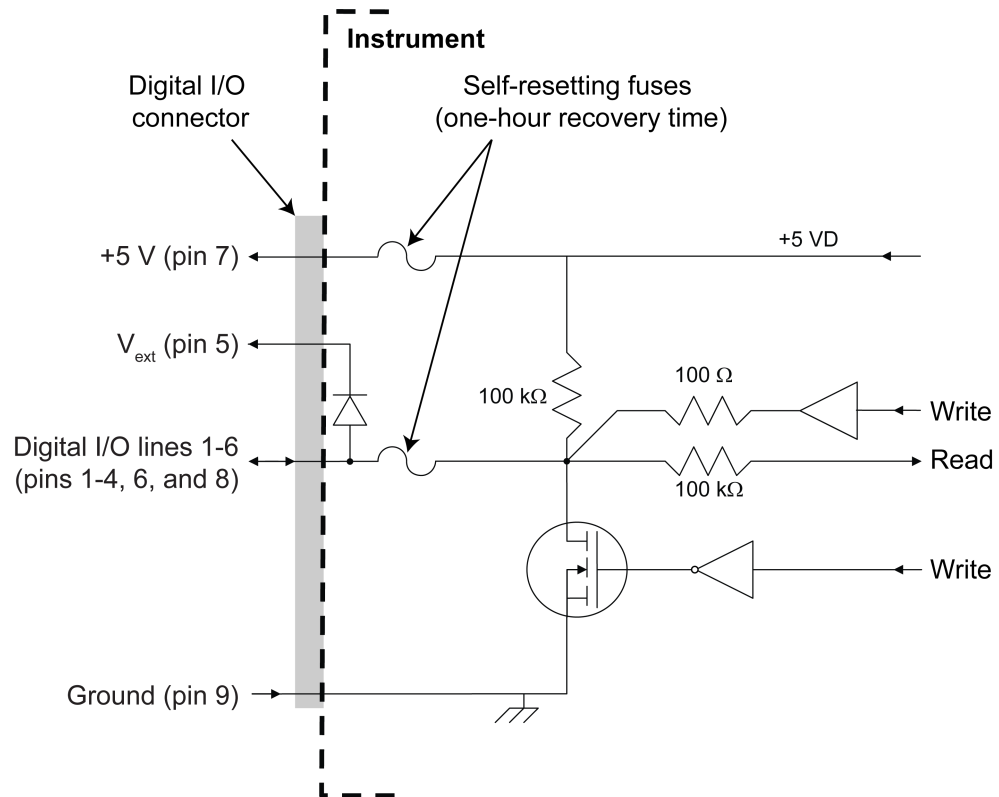 Instrument
Digital I/O
connector
Self-resetting fuses
(one-hour recovery time)
+5 V (pin 7)
+5 VD
Vext (pin 5)
100 kΩ
100 Ω
Write
Digital I/O lines 1-6
(pins 1-4, 6, and 8)
Read
100 kΩ
Write
Ground (pin 9)